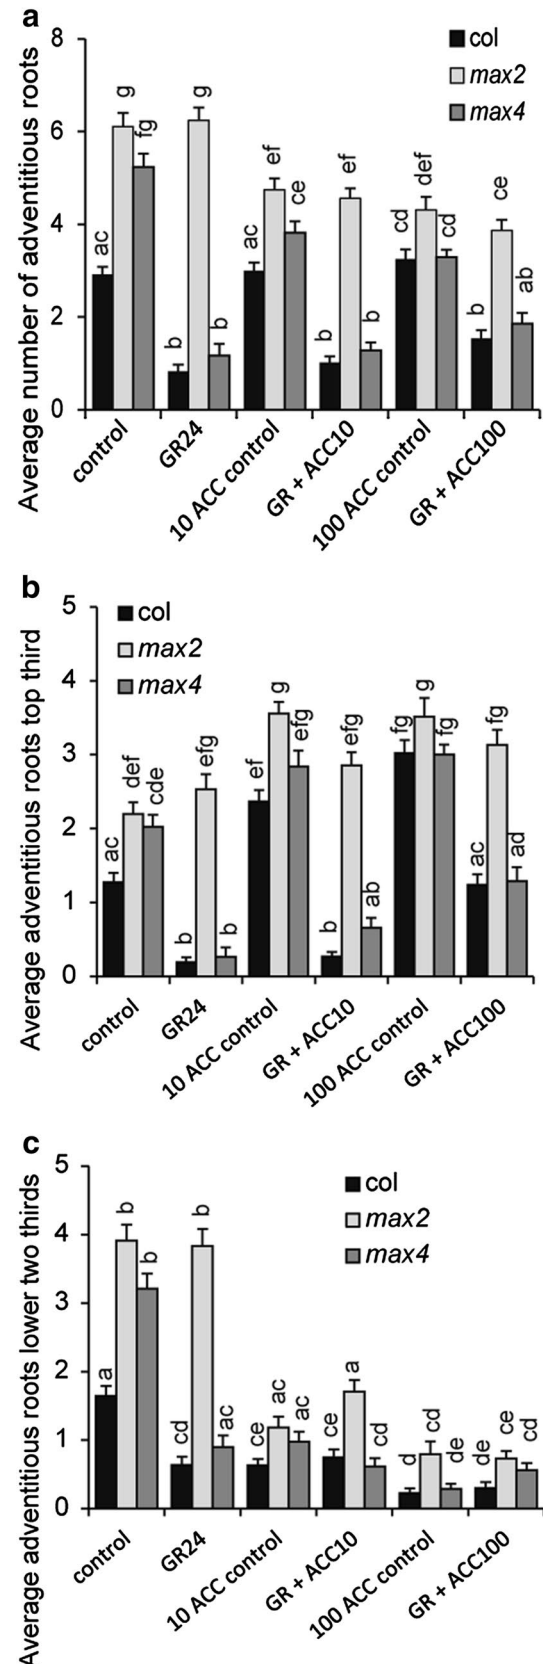 a
Average number of adventitious roots
8
6
4
2
0
col
max2
max4
ac g fg
b g b
ac ef ce
b ef b
cd def cd
b ce ab
control
GR24
10 ACC control
GR + ACC10
100 ACC control
GR + ACC100
b
Average adventitious roots top third
5
4
3
2
1
0
col
max2
max4
ac def cde
b efg b
ef g efg
b efg ab
fg g fg
ac fg ad
control
GR24
10 ACC control
GR + ACC10
100 ACC control
GR + ACC100
c
Average adventitious roots lower two thirds
5
4
3
2
1
0
col
max2
max4
a b b
cd b ac
ce ac ac
ce a cd
d cd de
de ce cd
control
GR24
10 ACC control
GR + ACC10
100 ACC control
GR + ACC100